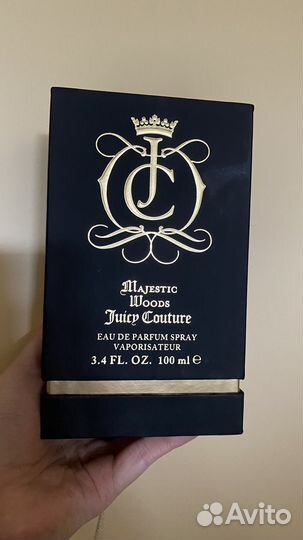 JC
Majestic
Woods
Juicy Couture
EAU DE PARFUM SPRAY
VAPORISATEUR
3.4 FL. OZ. 100 ml ℮
Avito